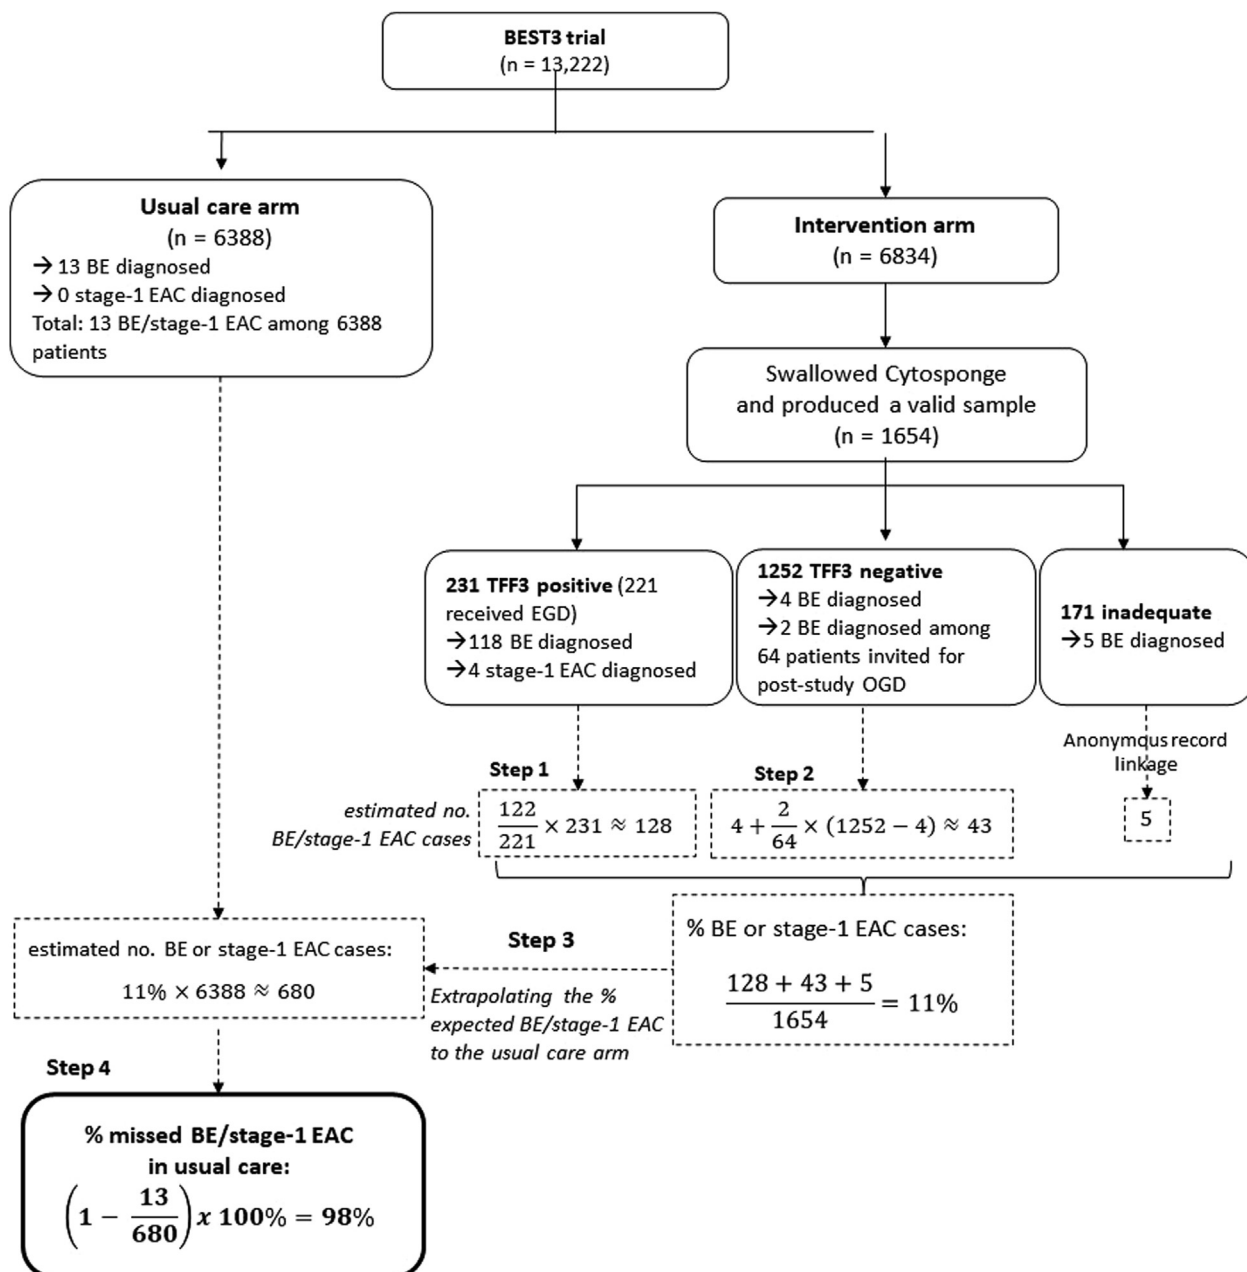 BEST3 trial
(n = 13,222)
Usual care arm
(n = 6388)
→ 13 BE diagnosed
→ 0 stage-1 EAC diagnosed
Total: 13 BE/stage-1 EAC among 6388
patients
Intervention arm
(n = 6834)
Swallowed Cytosponge
and produced a valid sample
(n = 1654)
231 TFF3 positive (221
received EGD)
→118 BE diagnosed
→4 stage-1 EAC diagnosed
1252 TFF3 negative
→4 BE diagnosed
→2 BE diagnosed among
64 patients invited for
post-study OGD
171 inadequate
→5 BE diagnosed
Anonymous record
linkage
Step 1
Step 2
estimated no.
BE/stage-1 EAC cases
122/221 × 231 ≈ 128
4 + 2/64 × (1252 − 4) ≈ 43
5
% BE or stage-1 EAC cases:
128 + 43 + 5/1654 = 11%
Step 3
Extrapolating the %
expected BE/stage-1 EAC
to the usual care arm
estimated no. BE or stage-1 EAC cases:
11% × 6388 ≈ 680
Step 4
% missed BE/stage-1 EAC
in usual care:
(1 − 13/680) x 100% = 98%